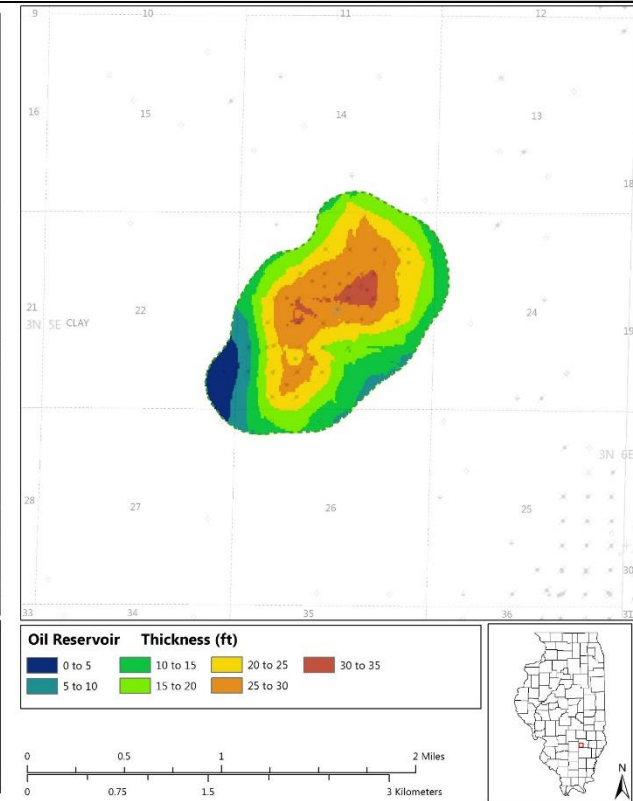 9 10 11 12
16 15 14 13
18
21 22 24
3N 5E CLAY
19
3N 6E
28 27 26 25
30
33 34 35 36 31
Oil Reservoir Thickness (ft)
0 to 5 10 to 15 20 to 25 30 to 35
5 to 10 15 to 20 25 to 30
0 0.5 1 2 Miles
0 0.75 1.5 3 Kilometers
N